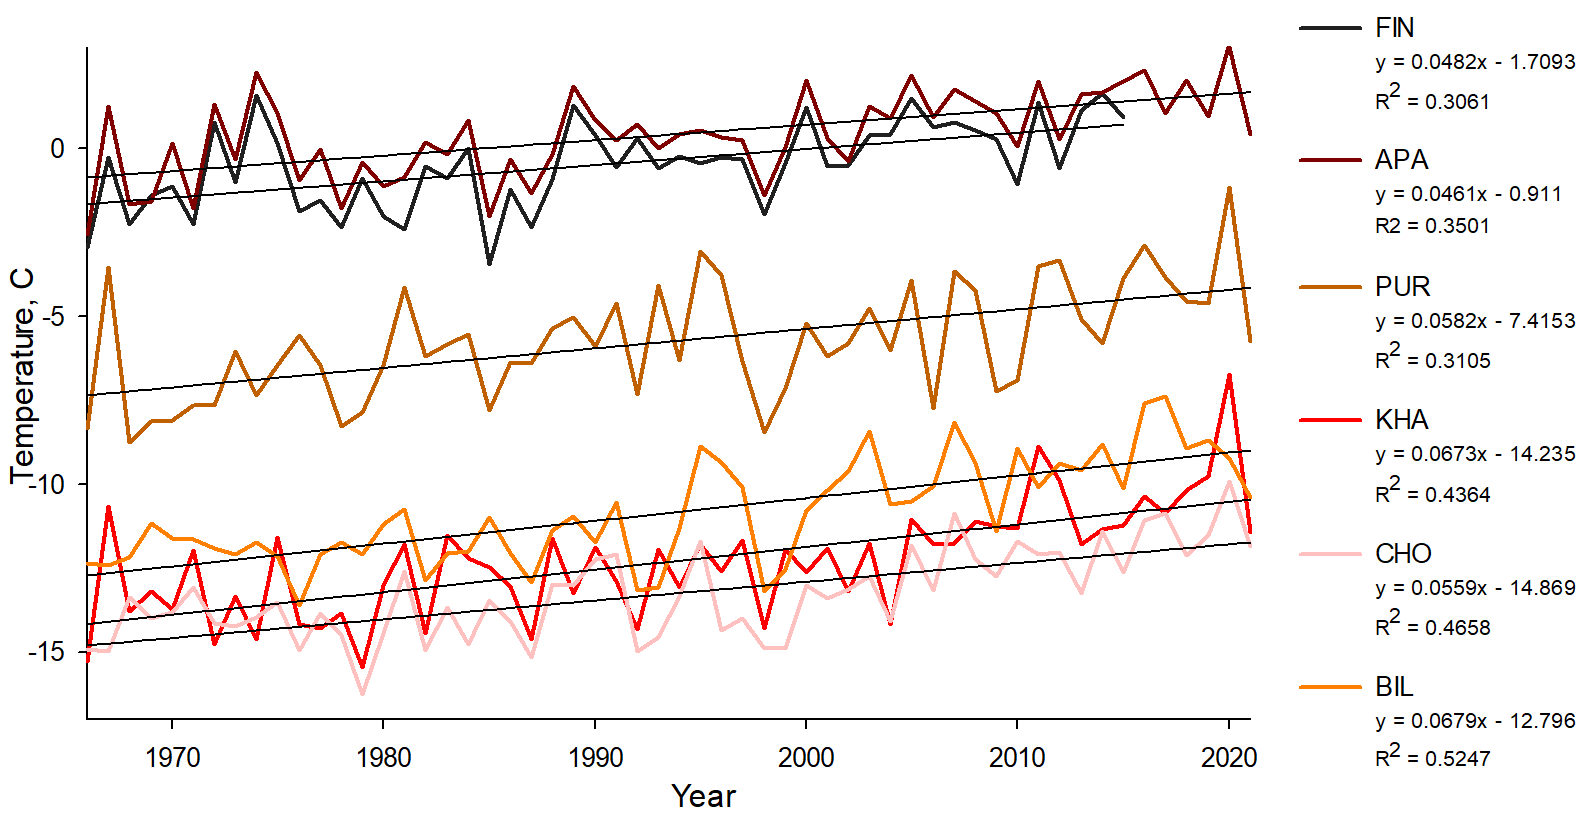 FIN
y = 0.0482x - 1.7093
R2 = 0.3061
APA
y = 0.0461x - 0.911
R2 = 0.3501
PUR
y = 0.0582x - 7.4153
R2 = 0.3105
KHA
y = 0.0673x - 14.235
R2 = 0.4364
CHO
y = 0.0559x - 14.869
R2 = 0.4658
BIL
y = 0.0679x - 12.796
R2 = 0.5247
Temperature, C
0
-5
-10
-15
1970 1980 1990 2000 2010 2020
Year